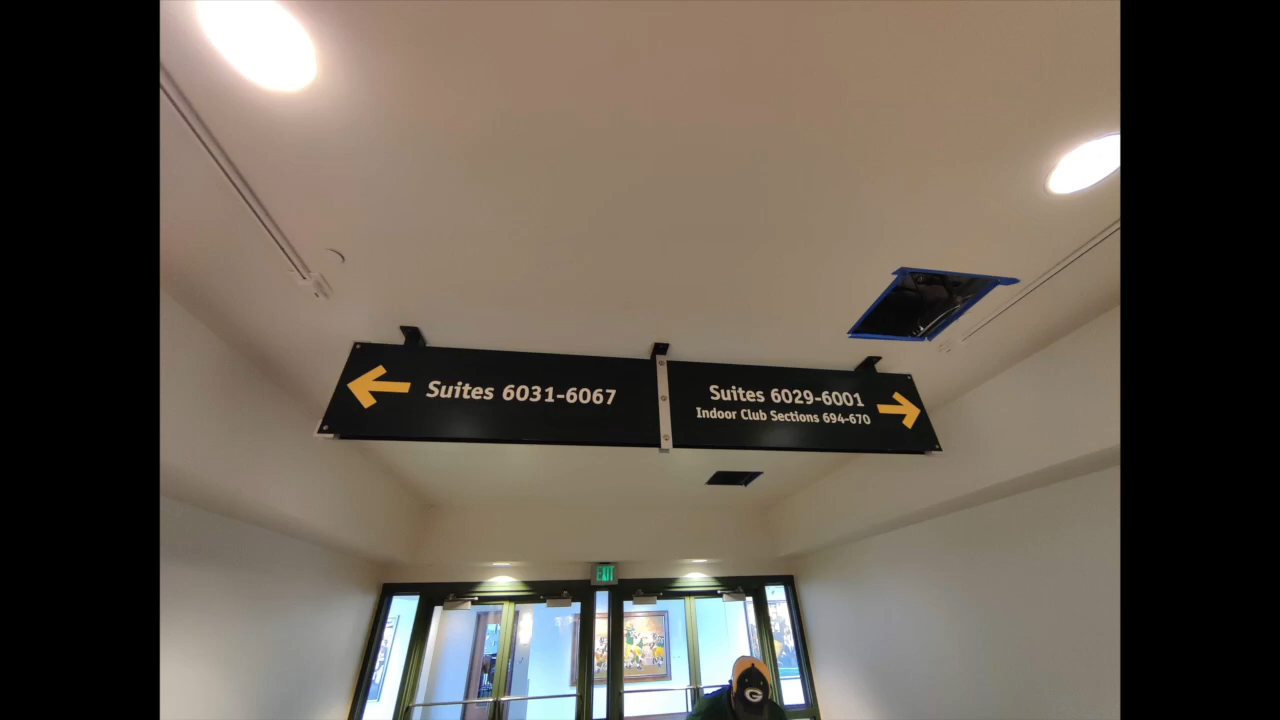 Suites 6031-6067
Suites 6029-6001
Indoor Club Sections 694-670
EXIT
G